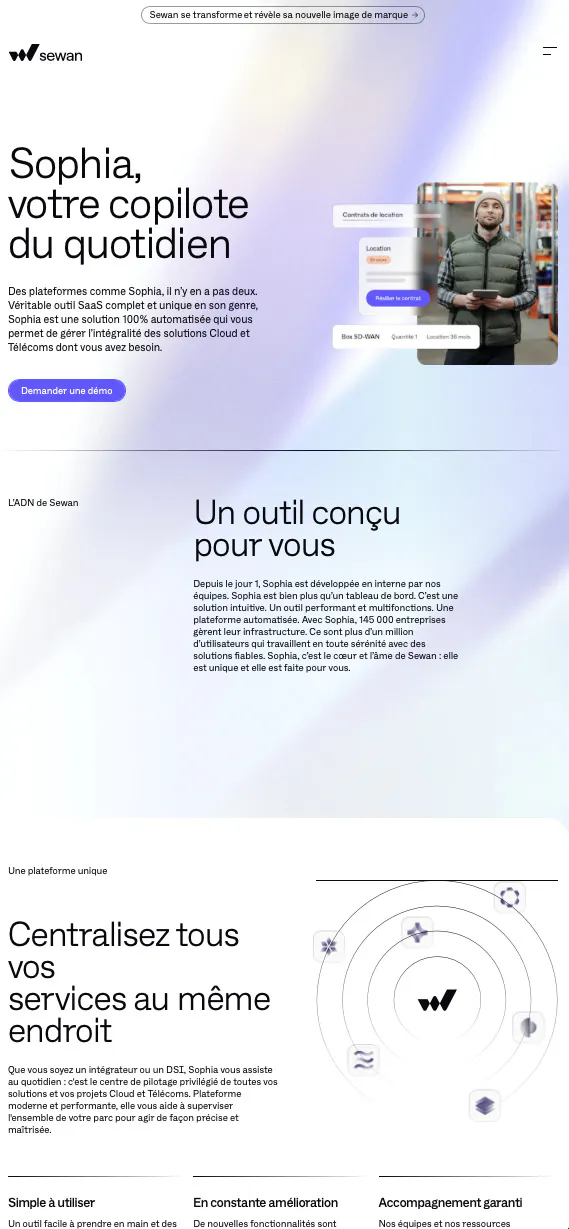 Sewan se transforme et révèle sa nouvelle image de marque →
sewan
Sophia,
votre copilote
du quotidien
Des plateformes comme Sophia, il n'y en a pas deux.
Véritable outil SaaS complet et unique en son genre,
Sophia est une solution 100% automatisée qui vous
permet de gérer l'intégralité des solutions Cloud et
Télécoms dont vous avez besoin.
Demander une démo
Contrats de location
Location
En cours
Résilier le contrat
Box SD-WAN Quantité 1 Location 36 mois
L'ADN de Sewan
Un outil conçu
pour vous
Depuis le jour 1, Sophia est développée en interne par nos
équipes. Sophia est bien plus qu'un tableau de bord. C'est une
solution intuitive. Un outil performant et multifonctions. Une
plateforme automatisée. Avec Sophia, 145 000 entreprises
gèrent leur infrastructure. Ce sont plus d'un million
d'utilisateurs qui travaillent en toute sérénité avec des
solutions fiables. Sophia, c'est le cœur et l'âme de Sewan : elle
est unique et elle est faite pour vous.
Une plateforme unique
Centralisez tous
vos
services au même
endroit
Que vous soyez un intégrateur ou un DSI, Sophia vous assiste
au quotidien : c'est le centre de pilotage privilégié de toutes vos
solutions et vos projets Cloud et Télécoms. Plateforme
moderne et performante, elle vous aide à superviser
l'ensemble de votre parc pour agir de façon précise et
maîtrisée.
Simple à utiliser
Un outil facile à prendre en main et des
En constante amélioration
De nouvelles fonctionnalités sont
Accompagnement garanti
Nos équipes et nos ressources